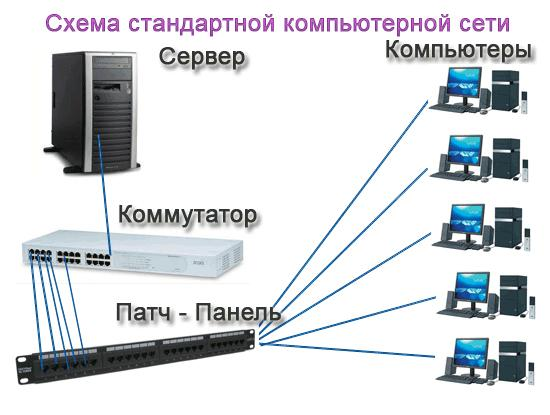 Схема стандартной компьютерной сети
Сервер
Компьютеры
Коммутатор
Патч - Панель